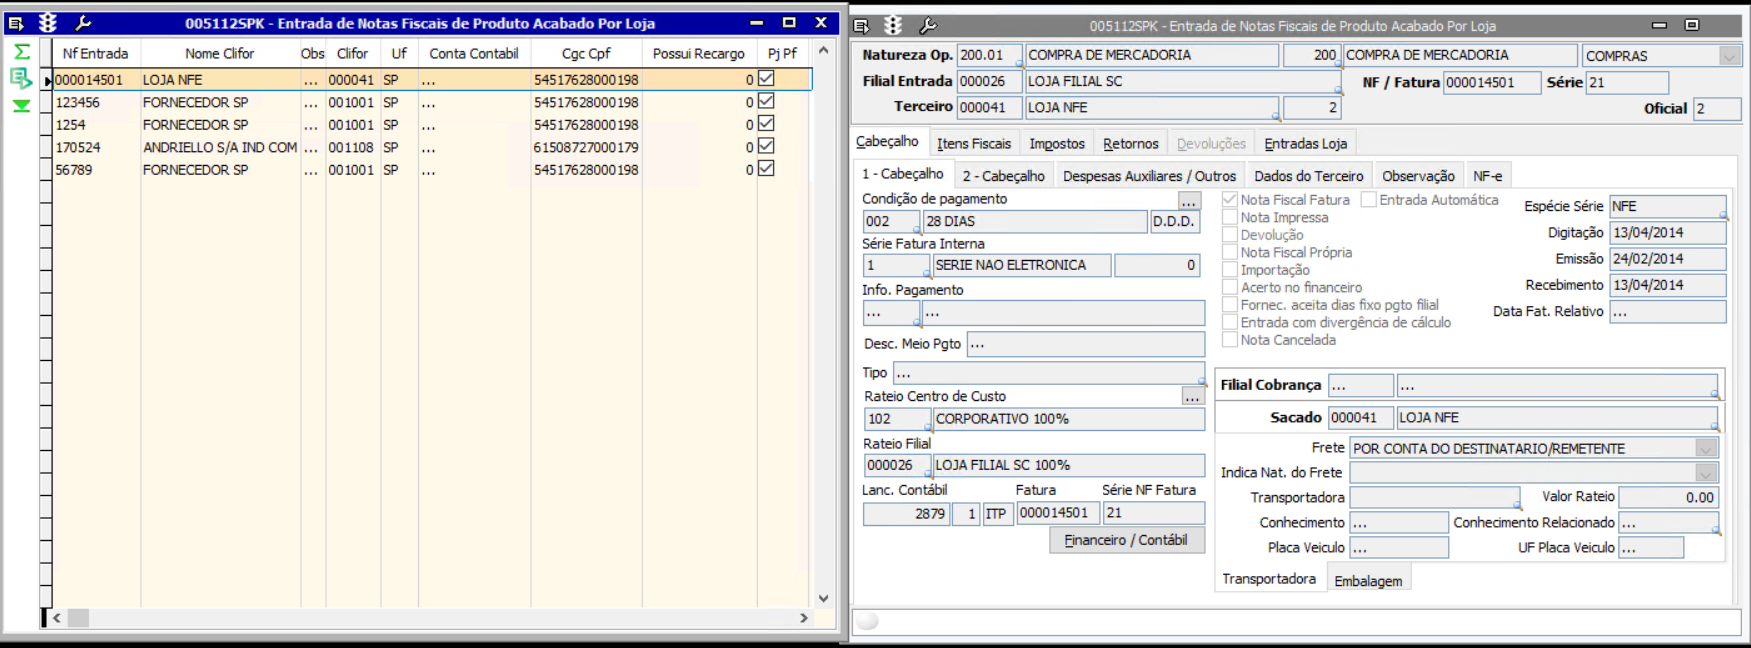 005112SPK - Entrada de Notas Fiscais de Produto Acabado Por Loja
Nf Entrada Nome Clifor Obs Clifor Uf Conta Contabil Cgc Cpf Possui Recargo Pj Pf
000014501 LOJA NFE ... 000041 SP ... 54517628000198 0
123456 FORNECEDOR SP ... 001001 SP ... 54517628000198 0
1254 FORNECEDOR SP ... 001001 SP ... 54517628000198 0
170524 ANDRIELLO S/A IND COM ... 001108 SP ... 61508727000179 0
56789 FORNECEDOR SP ... 001001 SP ... 54517628000198 0
005112SPK - Entrada de Notas Fiscais de Produto Acabado Por Loja
Natureza Op. 200.01 COMPRA DE MERCADORIA 200 COMPRA DE MERCADORIA COMPRAS
Filial Entrada 000026 LOJA FILIAL SC NF / Fatura 000014501 Série 21
Terceiro 000041 LOJA NFE 2 Oficial 2
Cabeçalho Itens Fiscais Impostos Retornos Devoluções Entradas Loja
1 - Cabeçalho 2 - Cabeçalho Despesas Auxiliares / Outros Dados do Terceiro Observação NF-e
Condição de pagamento ...
002 28 DIAS D.D.D.
Série Fatura Interna
1 SERIE NAO ELETRONICA 0
Info. Pagamento
... ...
Desc. Meio Pgto ...
Tipo ...
Rateio Centro de Custo ...
102 CORPORATIVO 100%
Rateio Filial
000026 LOJA FILIAL SC 100%
Lanc. Contábil Fatura Série NF Fatura
2879 1 ITP 000014501 21
Financeiro / Contábil
Nota Fiscal Fatura Entrada Automática
Nota Impressa
Devolução
Nota Fiscal Própria
Importação
Acerto no financeiro
Fornec. aceita dias fixo pgto filial
Entrada com divergência de cálculo
Nota Cancelada
Espécie Série NFE
Digitação 13/04/2014
Emissão 24/02/2014
Recebimento 13/04/2014
Data Fat. Relativo ...
Filial Cobrança ... ...
Sacado 000041 LOJA NFE
Frete POR CONTA DO DESTINATARIO/REMETENTE
Indica Nat. do Frete
Transportadora Valor Rateio 0.00
Conhecimento ... Conhecimento Relacionado ...
Placa Veiculo ... UF Placa Veiculo ...
Transportadora Embalagem